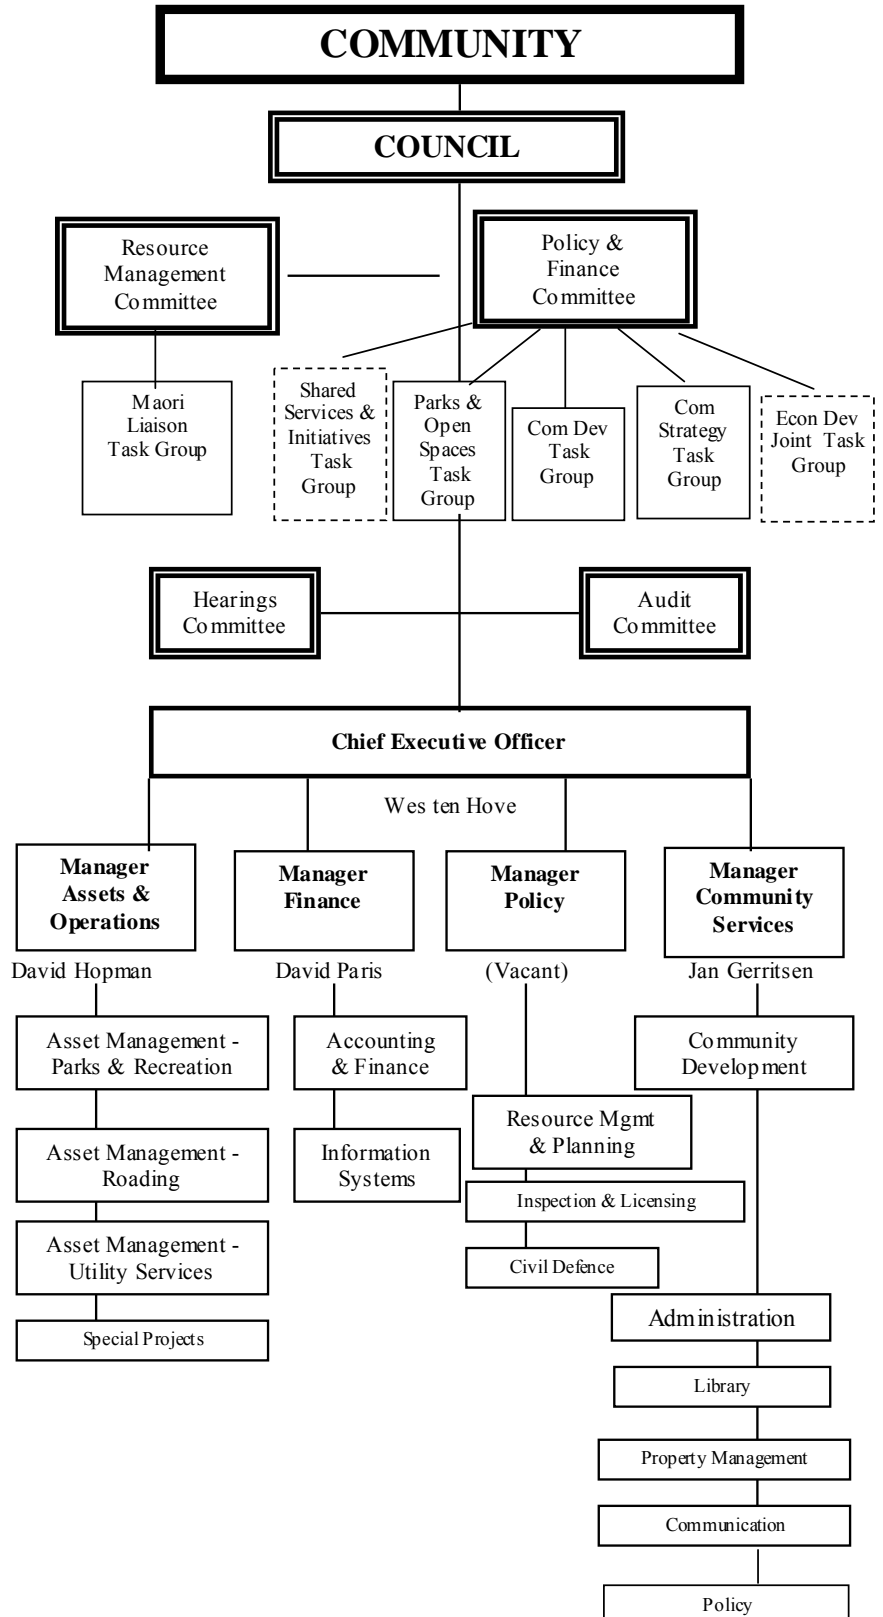 COMMUNITY
COUNCIL
Resource
Management
Committee
Policy &
Finance
Committee
Maori
Liaison
Task Group
Shared
Services &
Initiatives
Task
Group
Parks &
Open
Spaces
Task
Group
Com Dev
Task
Group
Com
Strategy
Task
Group
Econ Dev
Joint Task
Group
Hearings
Committee
Audit
Committee
Chief Executive Officer
Wes ten Hove
Manager
Assets &
Operations
Manager
Finance
Manager
Policy
Manager
Community
Services
David Hopman
David Paris
(Vacant)
Jan Gerritsen
Asset Management -
Parks & Recreation
Accounting
& Finance
Community
Development
Resource Mgmt
& Planning
Asset Management -
Roading
Information
Systems
Inspection & Licensing
Asset Management -
Utility Services
Civil Defence
Special Projects
Administration
Library
Property Management
Communication
Policy